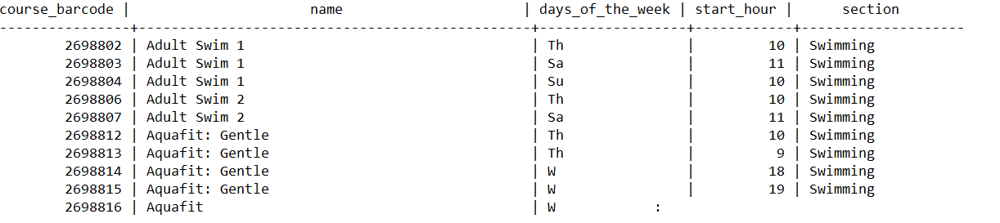 course_barcode | name | days_of_the_week | start_hour | section
---------------+------------------------------------------------+------------------+------------+--------------------
2698802 | Adult Swim 1 | Th | 10 | Swimming
2698803 | Adult Swim 1 | Sa | 11 | Swimming
2698804 | Adult Swim 1 | Su | 10 | Swimming
2698806 | Adult Swim 2 | Th | 10 | Swimming
2698807 | Adult Swim 2 | Sa | 11 | Swimming
2698812 | Aquafit: Gentle | Th | 10 | Swimming
2698813 | Aquafit: Gentle | Th | 9 | Swimming
2698814 | Aquafit: Gentle | W | 18 | Swimming
2698815 | Aquafit: Gentle | W | 19 | Swimming
2698816 | Aquafit | W :